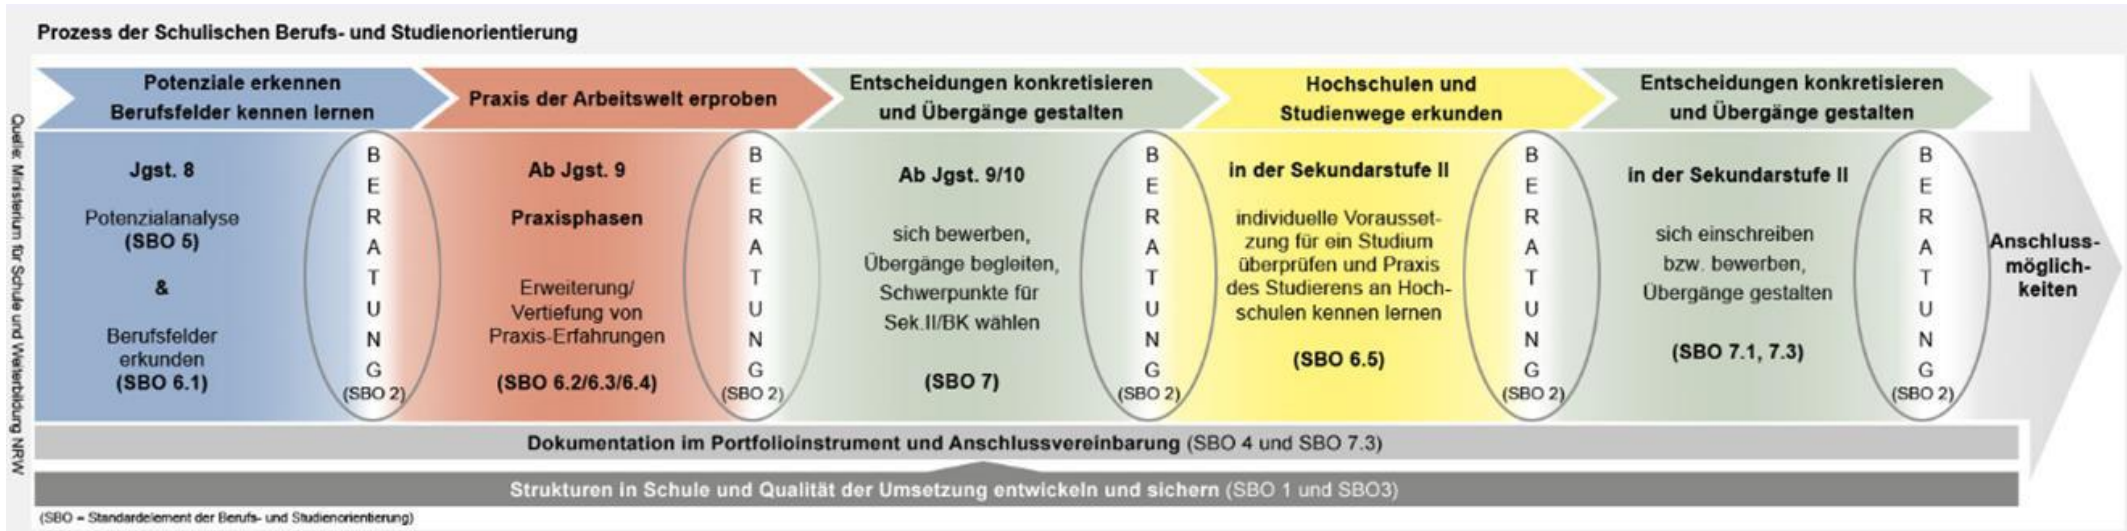 Prozess der Schulischen Berufs- und Studienorientierung
Potenziale erkennen
Berufsfelder kennen lernen
Praxis der Arbeitswelt erproben
Entscheidungen konkretisieren
und Übergänge gestalten
Hochschulen und
Studienwege erkunden
Entscheidungen konkretisieren
und Übergänge gestalten
Jgst. 8
Potenzialanalyse
(SBO 5)
&
Berufsfelder
erkunden
(SBO 6.1)
B
E
R
A
T
U
N
G
(SBO 2)
Ab Jgst. 9
Praxisphasen
Erweiterung/
Vertiefung von
Praxis-Erfahrungen
(SBO 6.2/6.3/6.4)
B
E
R
A
T
U
N
G
(SBO 2)
Ab Jgst. 9/10
sich bewerben,
Übergänge begleiten,
Schwerpunkte für
Sek.II/BK wählen
(SBO 7)
B
E
R
A
T
U
N
G
(SBO 2)
in der Sekundarstufe II
individuelle Vorausset-
zung für ein Studium
überprüfen und Praxis
des Studierens an Hoch-
schulen kennen lernen
(SBO 6.5)
B
E
R
A
T
U
N
G
(SBO 2)
in der Sekundarstufe II
sich einschreiben
bzw. bewerben,
Übergänge gestalten
(SBO 7.1, 7.3)
B
E
R
A
T
U
N
G
(SBO 2)
Anschluss-
möglich-
keiten
Dokumentation im Portfolioinstrument und Anschlussvereinbarung (SBO 4 und SBO 7.3)
Strukturen in Schule und Qualität der Umsetzung entwickeln und sichern (SBO 1 und SBO3)
(SBO = Standardelement der Berufs- und Studienorientierung)
Quelle: Ministerium für Schule und Weiterbildung NRW